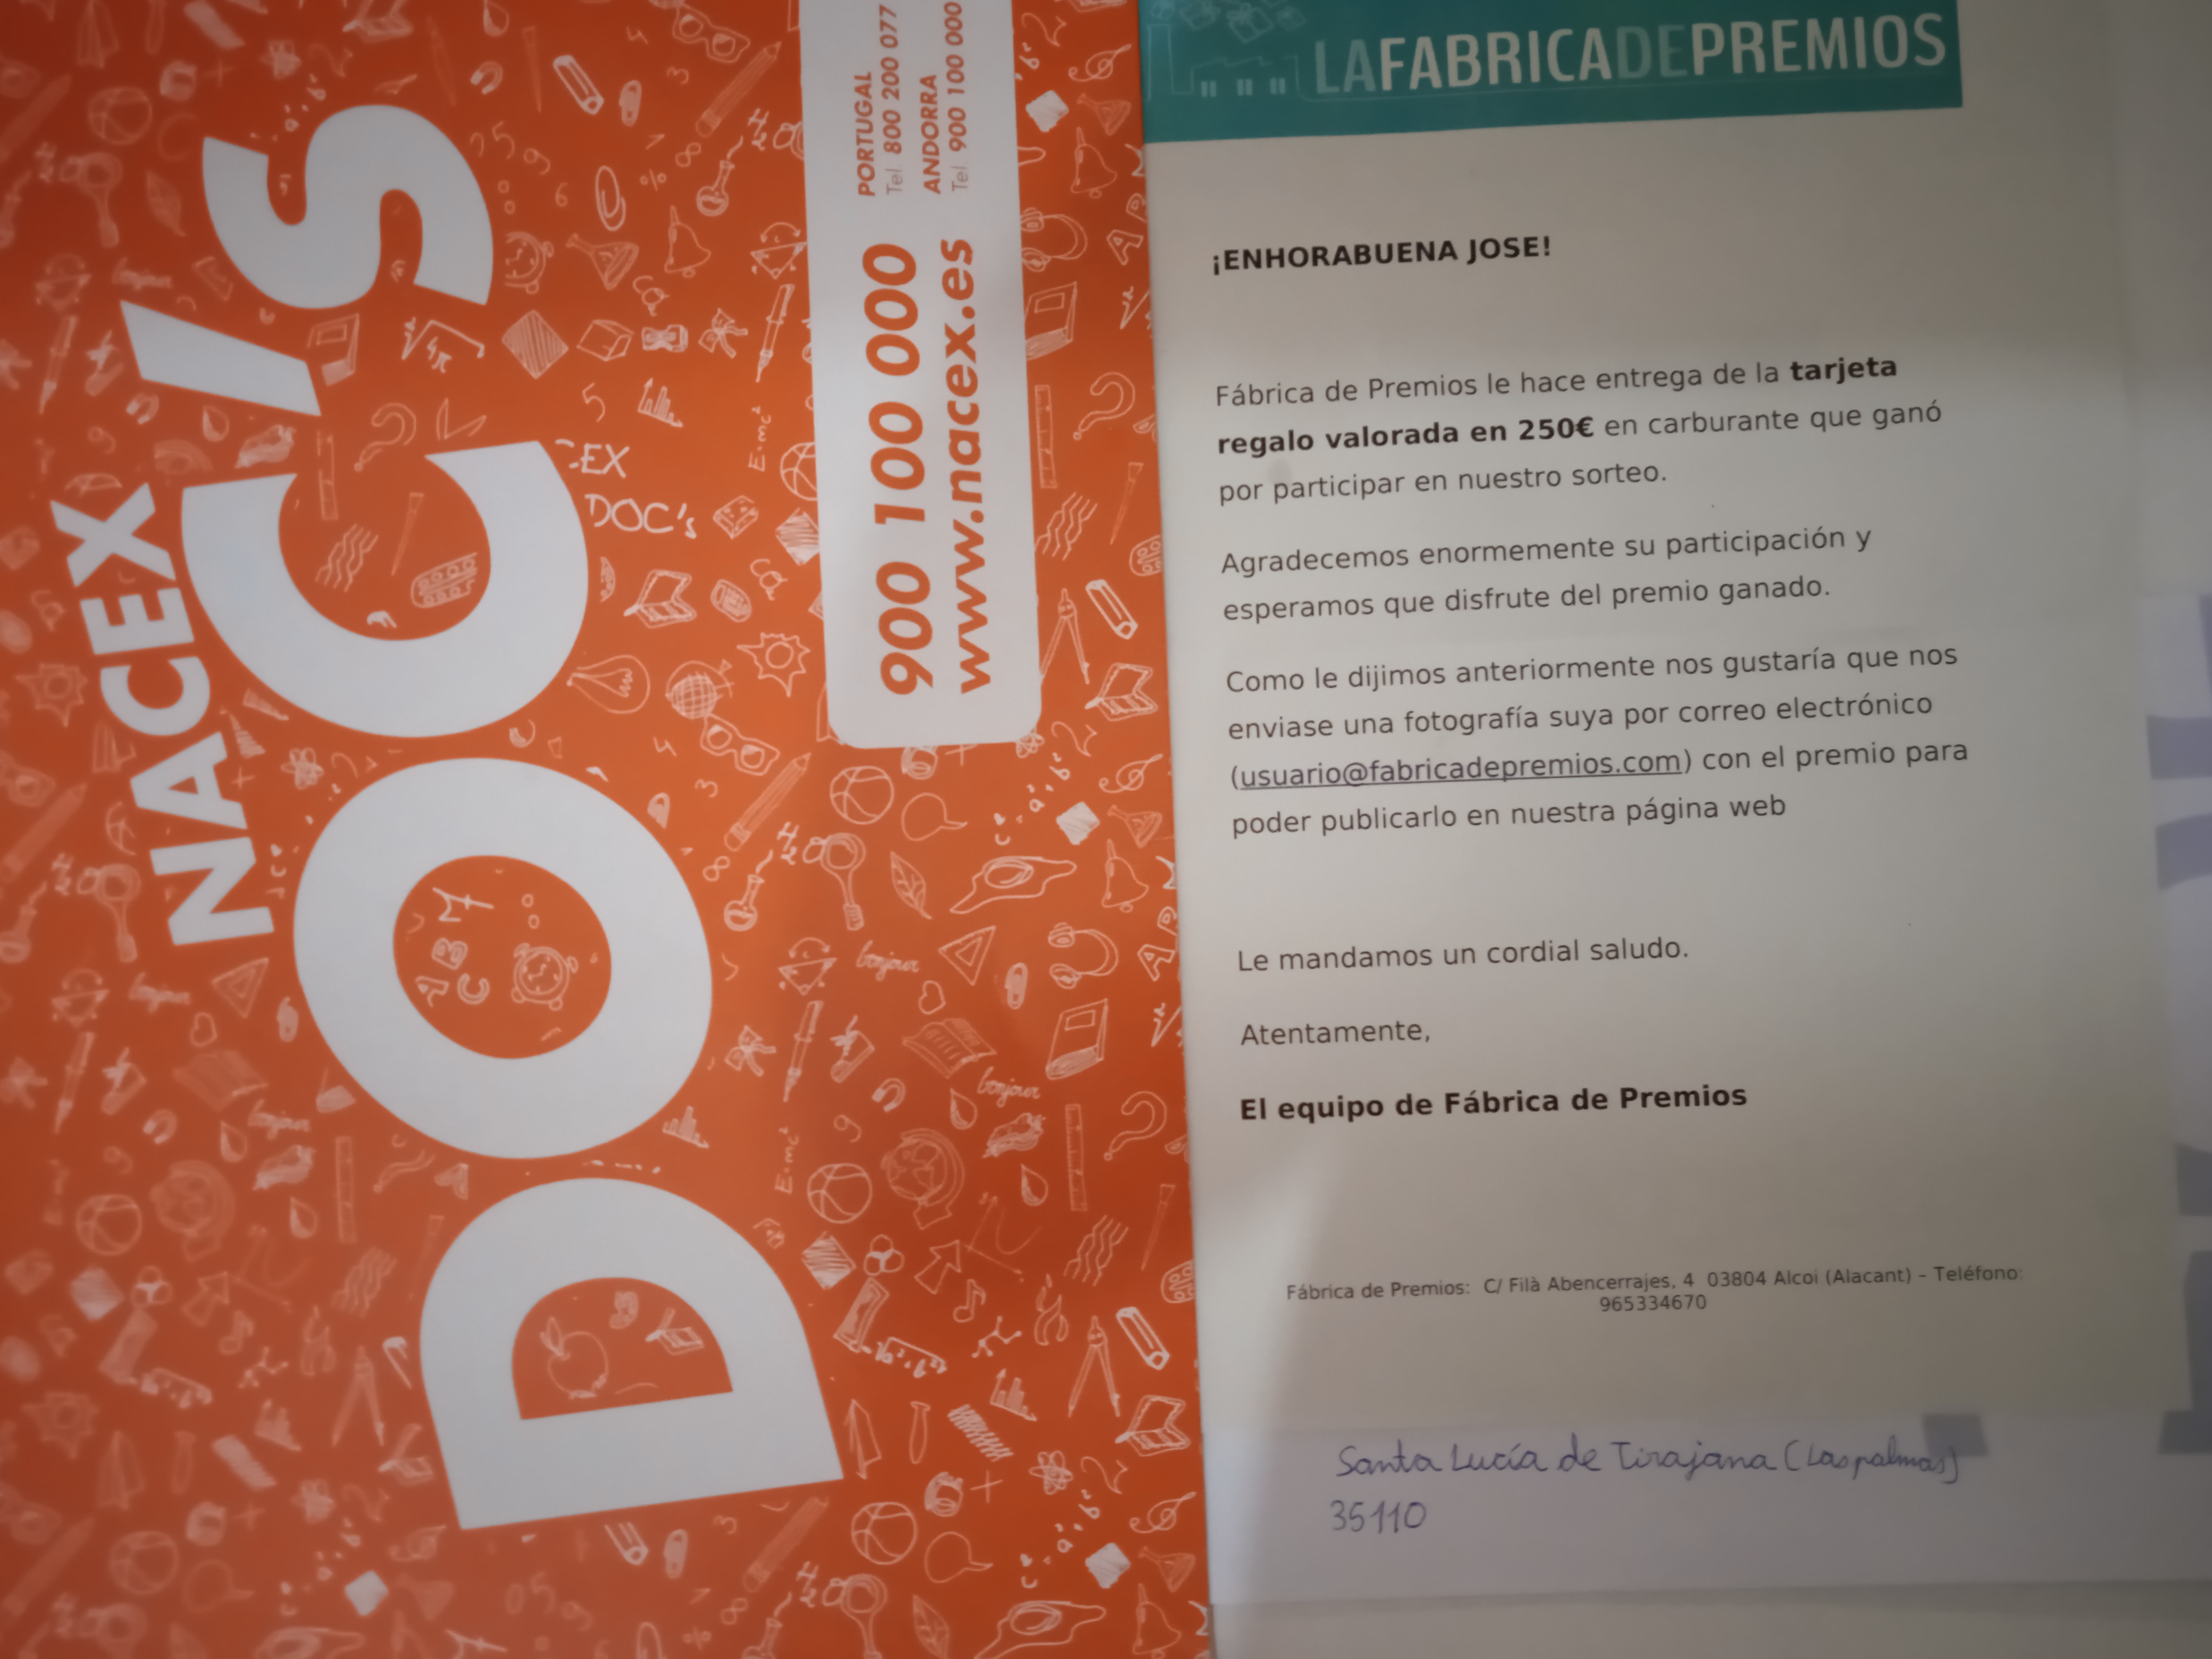 NACEX
DOC'S
PORTUGAL
Tel. 800 200 077
ANDORRA
Tel. 900 100 000
900 100 000
www.nacex.es
DOC's
LAFABRICADEPREMIOS
¡ENHORABUENA JOSE!
Fábrica de Premios le hace entrega de la tarjeta
regalo valorada en 250€ en carburante que ganó
por participar en nuestro sorteo.
Agradecemos enormemente su participación y
esperamos que disfrute del premio ganado.
Como le dijimos anteriormente nos gustaría que nos
enviase una fotografía suya por correo electrónico
(usuario@fabricadepremios.com) con el premio para
poder publicarlo en nuestra página web
Le mandamos un cordial saludo.
Atentamente,
El equipo de Fábrica de Premios
Fábrica de Premios: C/ Filà Abencerrajes, 4 03804 Alcoi (Alacant) – Teléfono:
965334670
Santa Lucía de Tirajana (Las palmas)
35110